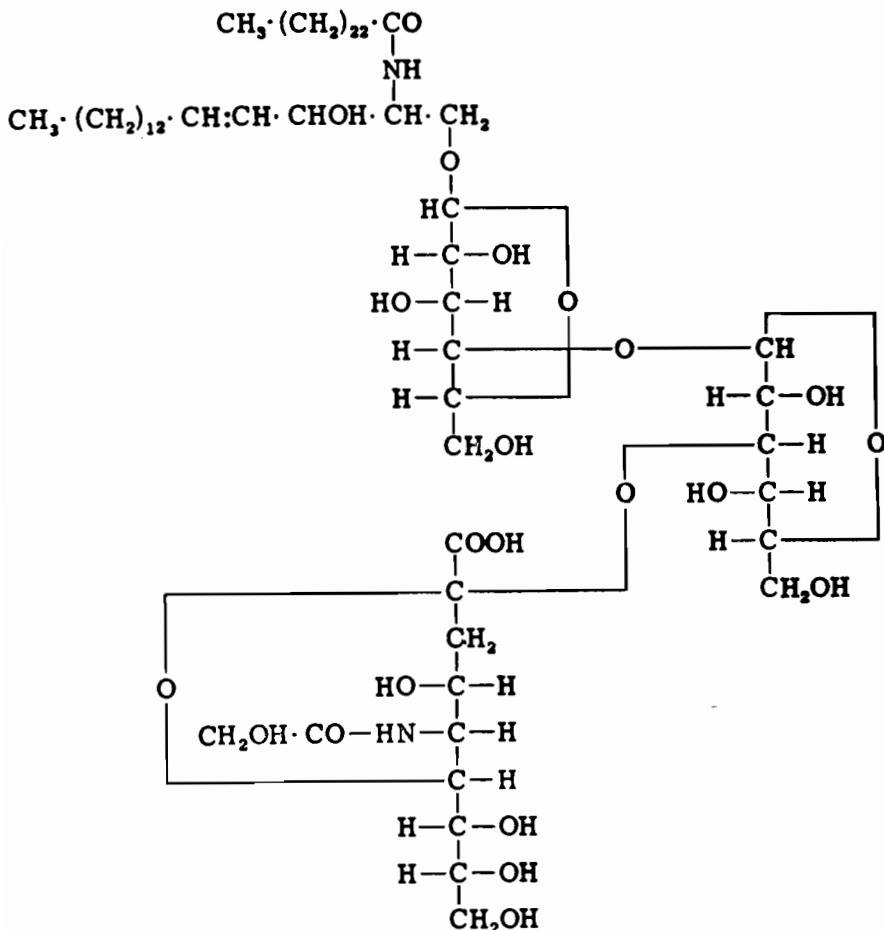 CH₃·(CH₂)₂₂·CO
NH
CH₃·(CH₂)₁₂·CH:CH·CHOH·CH·CH₂
O
HC
H—C—OH
HO—C—H O
H—C O CH
H—C H—C—OH
CH₂OH C—H O
O HO—C—H
COOH H—C
C CH₂OH
CH₂
O HO—C—H
CH₂OH·CO—HN—C—H
C—H
H—C—OH
H—C—OH
CH₂OH